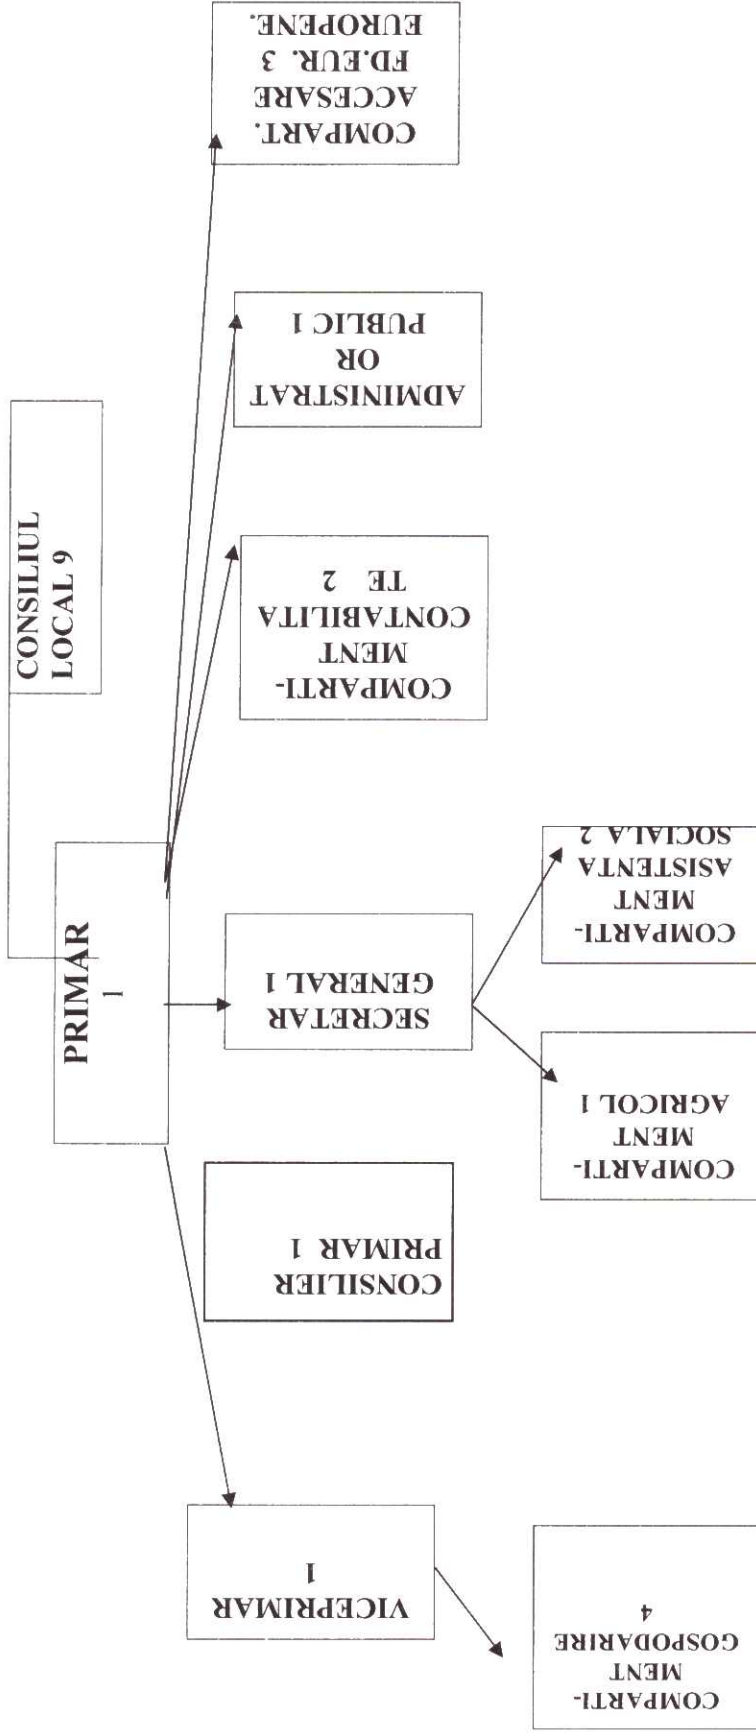 CONSILIUL
LOCAL 9
PRIMAR
1
VICEPRIMAR
1
CONSILIER
PRIMAR 1
SECRETAR
GENERAL 1
COMPARTI-
MENT
CONTABILITA
TE 2
ADMINISTRAT
OR
PUBLIC 1
COMPART.
ACCESARE
FD.EUR. 3
EUROPENE.
COMPARTI-
MENT
GOSPODARIRE
4
COMPARTI-
MENT
AGRICOL 1
COMPARTI-
MENT
ASISTENTA
SOCIALA 2